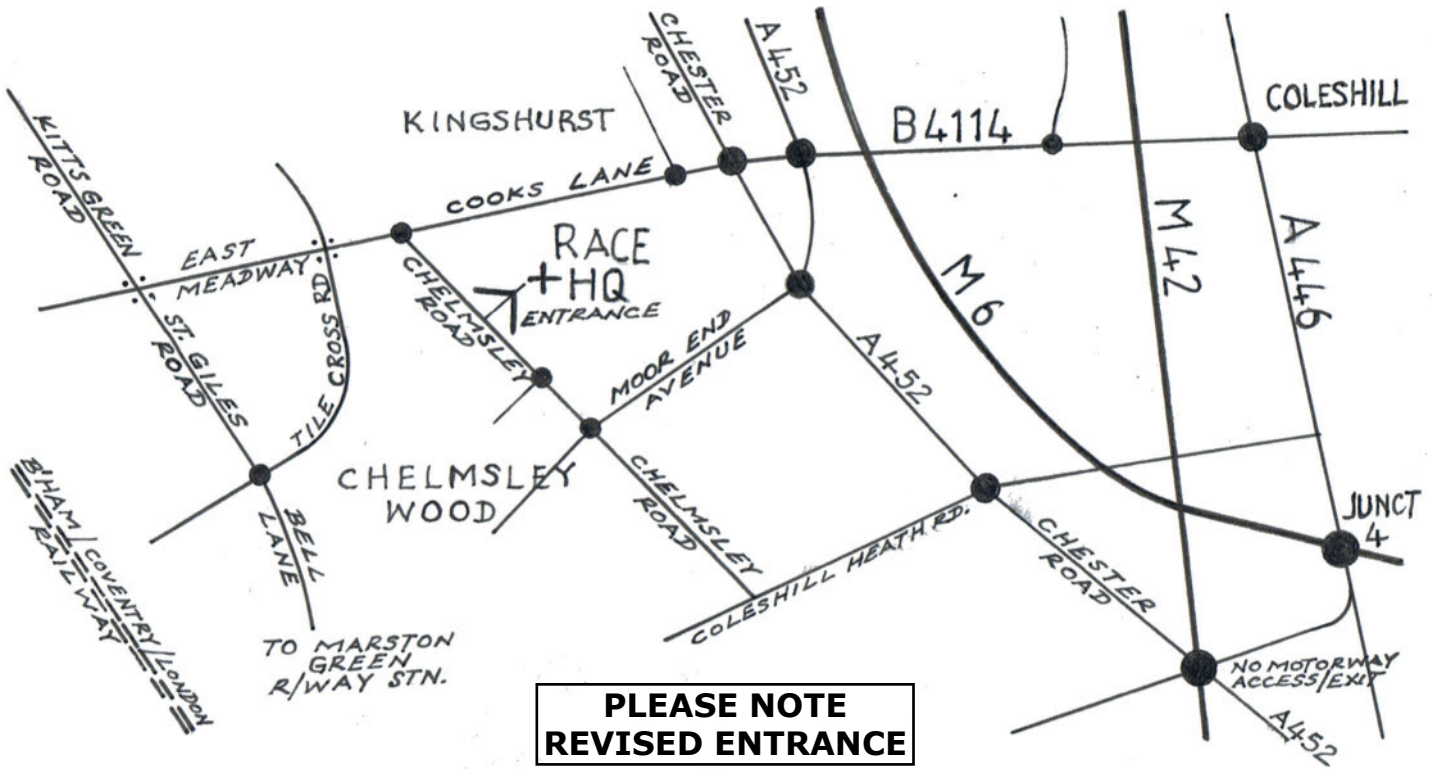 CHESTER
ROAD
A452
KINGSHURST
B4114
COLESHILL
KITTS GREEN
ROAD
COOKS LANE
EAST
MEADWAY
RACE
+ HQ
ENTRANCE
CHELMSLEY
ROAD
M6
M42
A446
ST. GILES
ROAD
TILE CROSS RD
MOOR END
AVENUE
A452
CHELMSLEY
WOOD
CHELMSLEY
ROAD
COLESHILL HEATH RD.
CHESTER
ROAD
JUNCT
4
B'HAM/COVENTRY/LONDON
RAILWAY
BELL
LANE
TO MARSTON
GREEN
R/WAY STN.
NO MOTORWAY
ACCESS/EXIT
A452
PLEASE NOTE
REVISED ENTRANCE